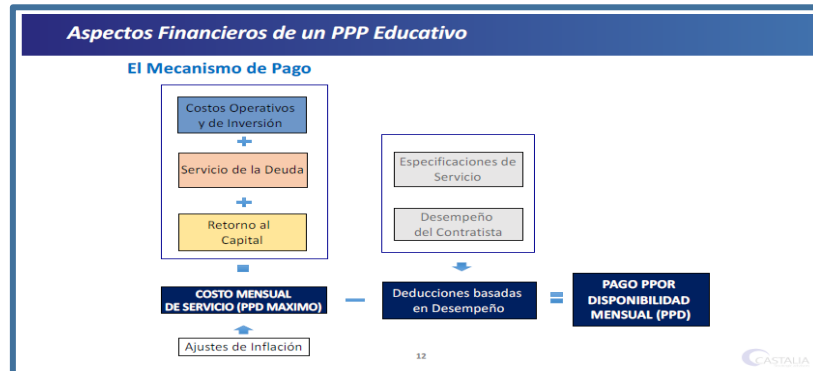 Aspectos Financieros de un PPP Educativo
El Mecanismo de Pago
Costos Operativos
y de Inversión
+
Servicio de la Deuda
+
Retorno al
Capital
=
COSTO MENSUAL
DE SERVICIO (PPD MAXIMO)
Ajustes de Inflación
Especificaciones de
Servicio
Desempeño
del Contratista
—
Deducciones basadas
en Desempeño
=
PAGO PPOR
DISPONIBILIDAD
MENSUAL (PPD)
12
CASTALIA